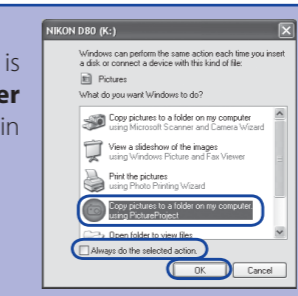 is
er
in
NIKON D80 (K:)
Windows can perform the same action each time you insert
a disk or connect a device with this kind of file:
Pictures
What do you want Windows to do?
Copy pictures to a folder on my computer
using Microsoft Scanner and Camera Wizard
View a slideshow of the images
using Windows Picture and Fax Viewer
Print the pictures
using Photo Printing Wizard
Copy pictures to a folder on my computer
using PictureProject
Open folder to view files
Always do the selected action.
OK
Cancel